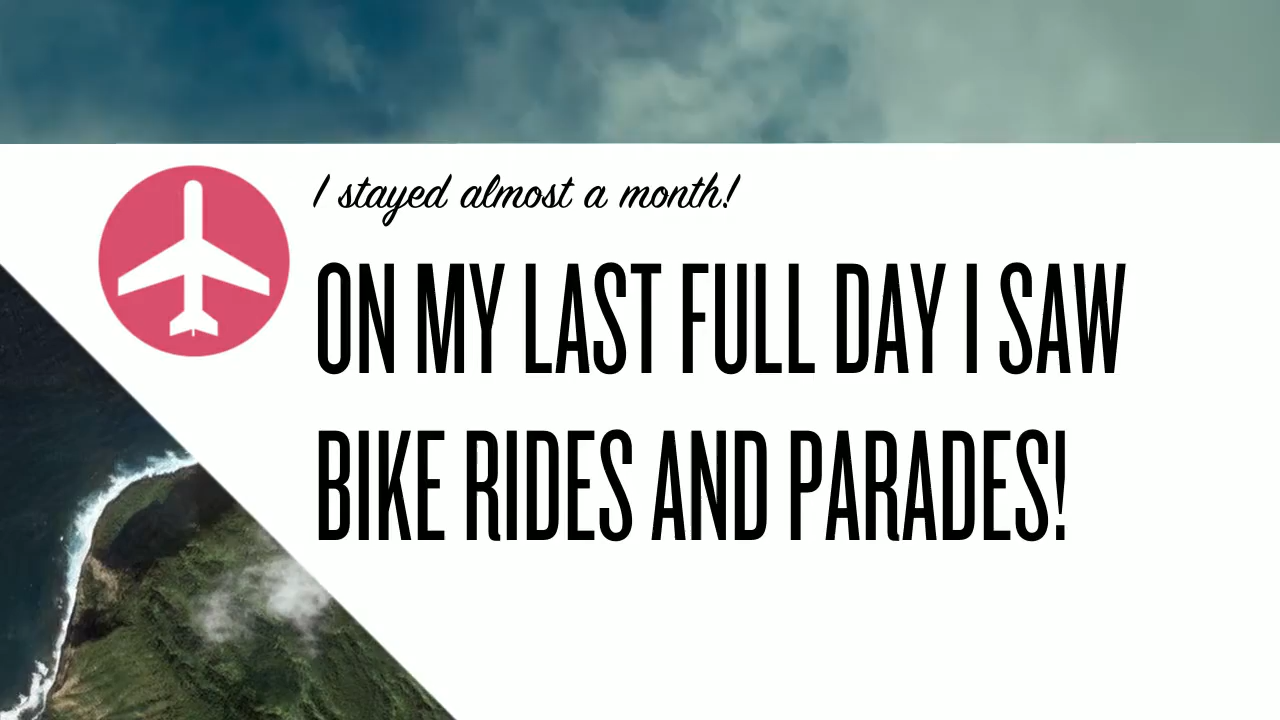 I stayed almost a month!
ON MY LAST FULL DAY I SAW
BIKE RIDES AND PARADES!